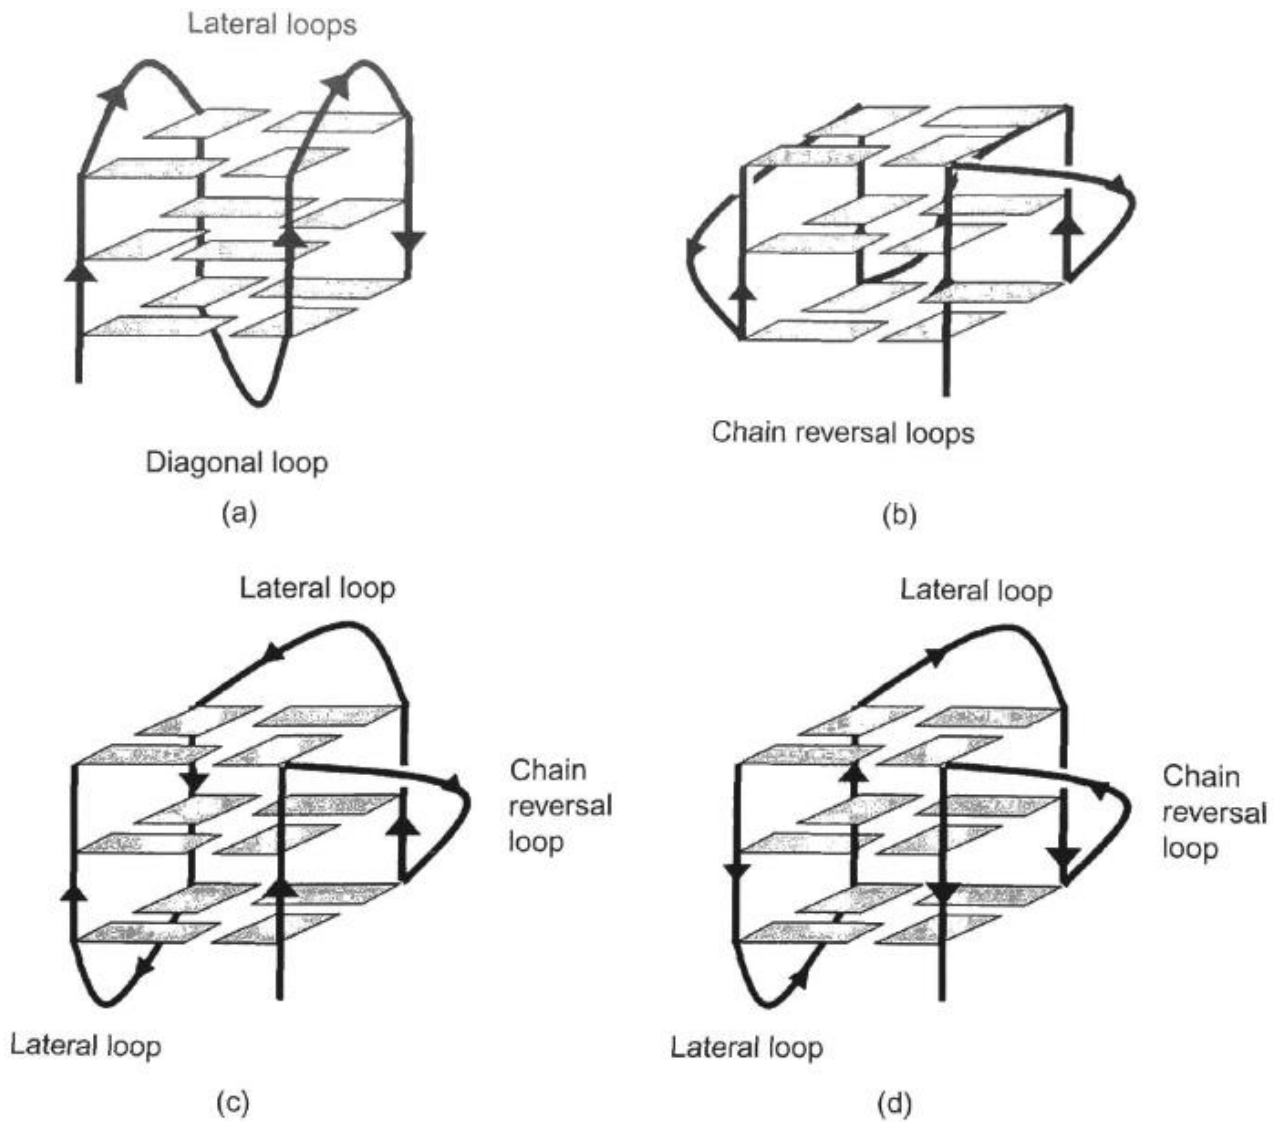 Lateral loops
Diagonal loop
(a)
Chain reversal loops
(b)
Lateral loop
Chain
reversal
loop
Lateral loop
(c)
Lateral loop
Chain
reversal
loop
Lateral loop
(d)